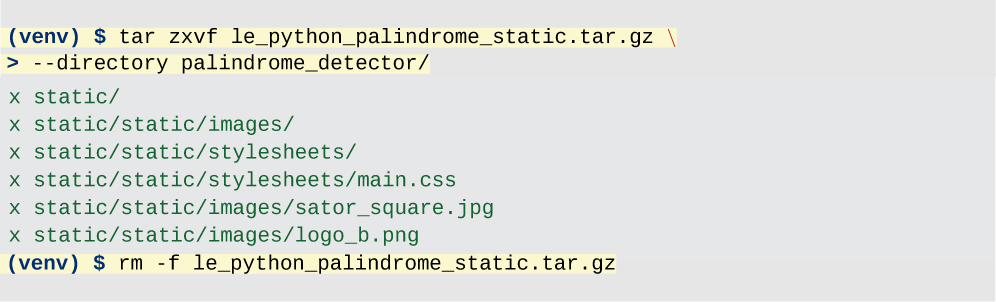 (venv) $ tar zxvf le_python_palindrome_static.tar.gz \
> --directory palindrome_detector/
x static/
x static/static/images/
x static/static/stylesheets/
x static/static/stylesheets/main.css
x static/static/images/sator_square.jpg
x static/static/images/logo_b.png
(venv) $ rm -f le_python_palindrome_static.tar.gz